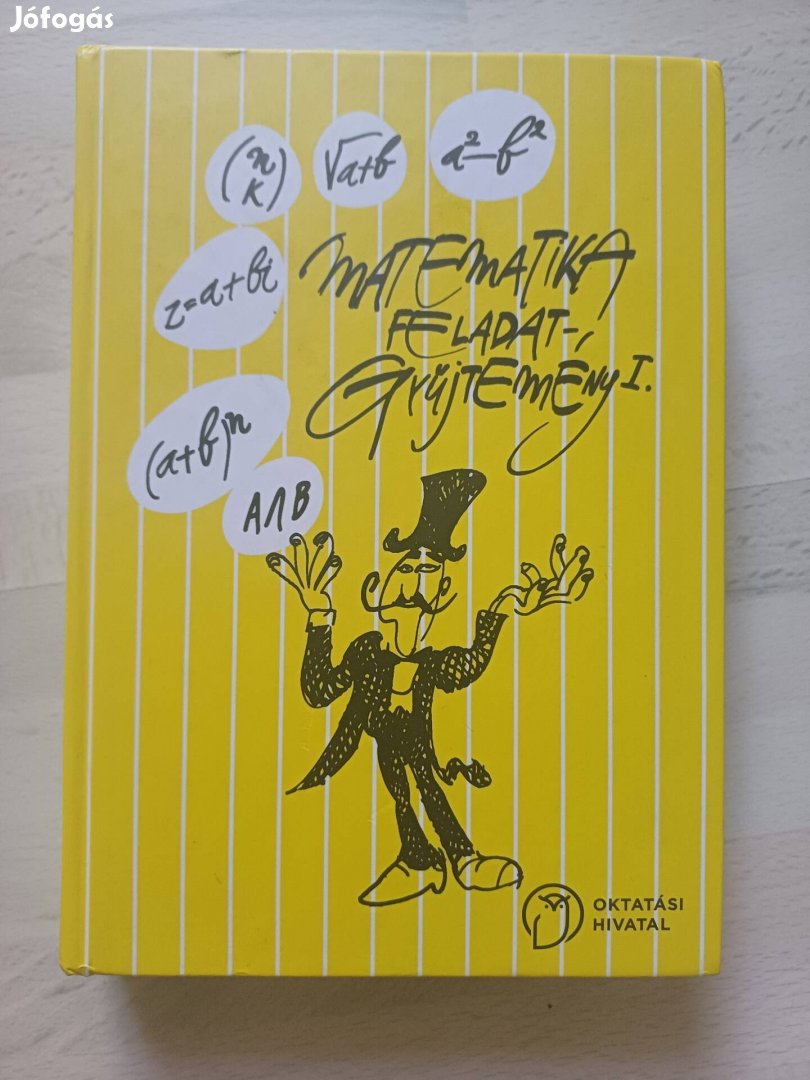 Jófogás
(n
K)
√a+b
a²-b²
z=a+bi
MATEMATIKA
FELADAT-
GYŰJTEMÉNY I.
(a+b)ⁿ
A∧B
OKTATÁSI
HIVATAL